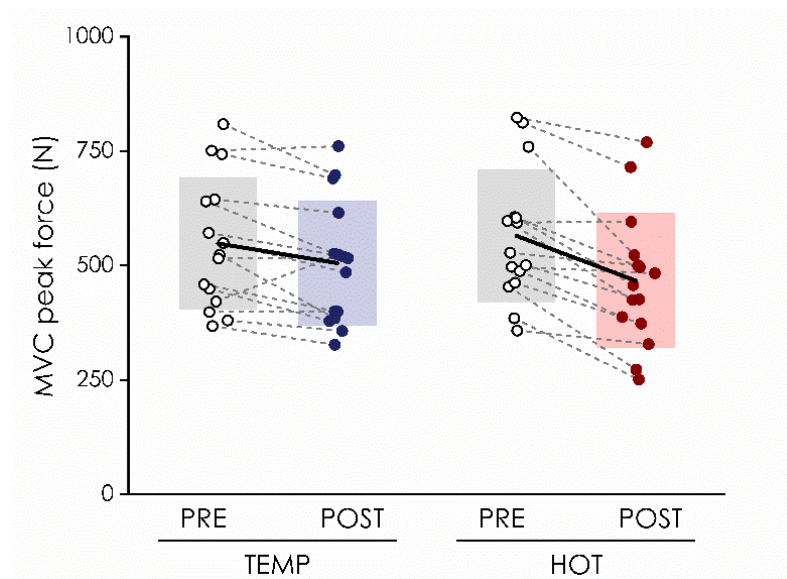 1000
750
500
250
0
MVC peak force (N)
PRE POST PRE POST
TEMP HOT